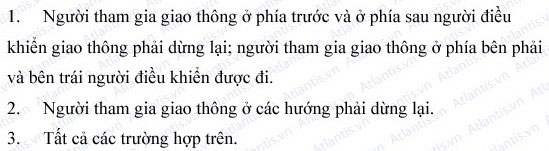 1. Người tham gia giao thông ở phía trước và ở phía sau người điều
khiển giao thông phải dừng lại; người tham gia giao thông ở phía bên phải
và bên trái người điều khiển được đi.
2. Người tham gia giao thông ở các hướng phải dừng lại.
3. Tất cả các trường hợp trên.
Atlantis.vn